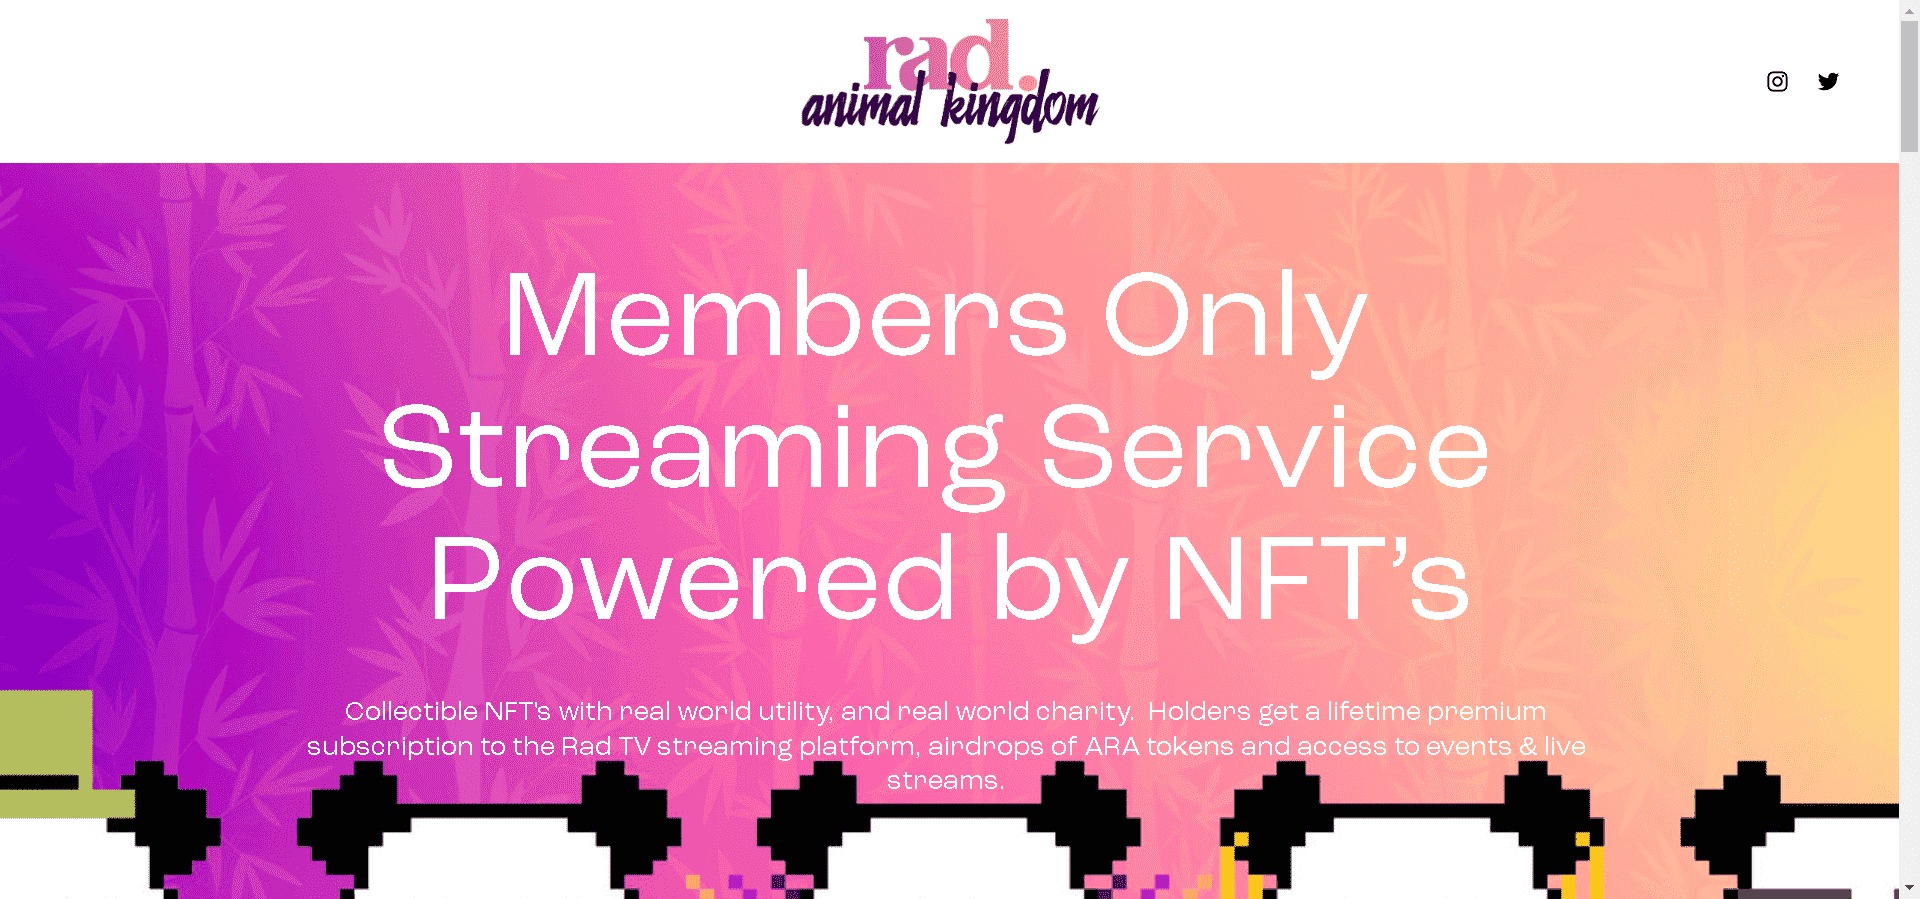 rad.
animal kingdom
Members Only
Streaming Service
Powered by NFT’s
Collectible NFT's with real world utility, and real world charity.  Holders get a lifetime premium
subscription to the Rad TV streaming platform, airdrops of ARA tokens and access to events & live
streams.